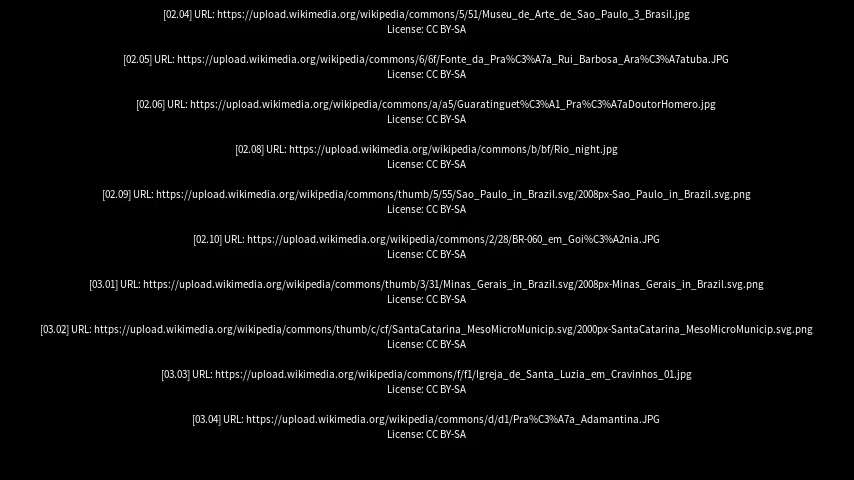 [02.04] URL: https://upload.wikimedia.org/wikipedia/commons/5/51/Museu_de_Arte_de_Sao_Paulo_3_Brasil.jpg
License: CC BY-SA
[02.05] URL: https://upload.wikimedia.org/wikipedia/commons/6/6f/Fonte_da_Pra%C3%A7a_Rui_Barbosa_Ara%C3%A7atuba.JPG
License: CC BY-SA
[02.06] URL: https://upload.wikimedia.org/wikipedia/commons/a/a5/Guaratinguet%C3%A1_Pra%C3%A7aDoutorHomero.jpg
License: CC BY-SA
[02.08] URL: https://upload.wikimedia.org/wikipedia/commons/b/bf/Rio_night.jpg
License: CC BY-SA
[02.09] URL: https://upload.wikimedia.org/wikipedia/commons/thumb/5/55/Sao_Paulo_in_Brazil.svg/2008px-Sao_Paulo_in_Brazil.svg.png
License: CC BY-SA
[02.10] URL: https://upload.wikimedia.org/wikipedia/commons/2/28/BR-060_em_Goi%C3%A2nia.JPG
License: CC BY-SA
[03.01] URL: https://upload.wikimedia.org/wikipedia/commons/thumb/3/31/Minas_Gerais_in_Brazil.svg/2008px-Minas_Gerais_in_Brazil.svg.png
License: CC BY-SA
[03.02] URL: https://upload.wikimedia.org/wikipedia/commons/thumb/c/cf/SantaCatarina_MesoMicroMunicip.svg/2000px-SantaCatarina_MesoMicroMunicip.svg.png
License: CC BY-SA
[03.03] URL: https://upload.wikimedia.org/wikipedia/commons/f/f1/Igreja_de_Santa_Luzia_em_Cravinhos_01.jpg
License: CC BY-SA
[03.04] URL: https://upload.wikimedia.org/wikipedia/commons/d/d1/Pra%C3%A7a_Adamantina.JPG
License: CC BY-SA